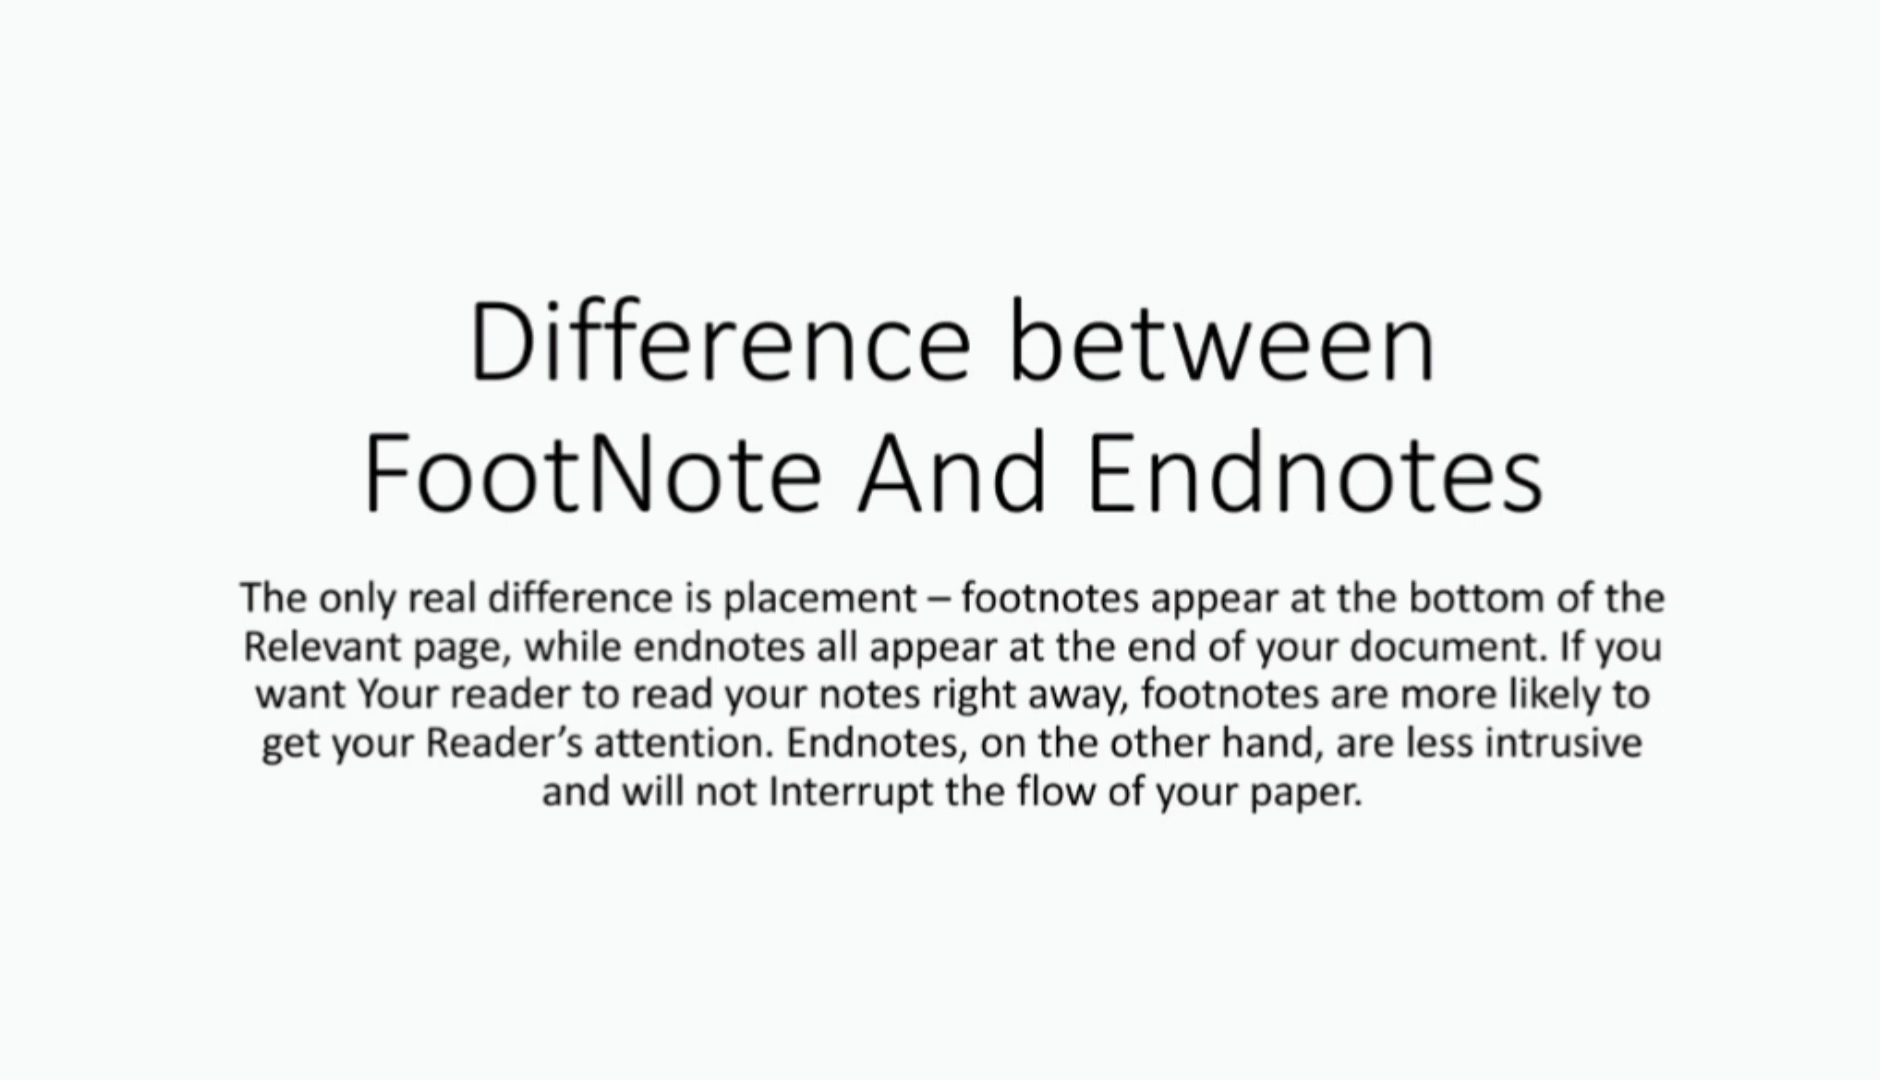 Difference between
FootNote And Endnotes
The only real difference is placement – footnotes appear at the bottom of the
Relevant page, while endnotes all appear at the end of your document. If you
want Your reader to read your notes right away, footnotes are more likely to
get your Reader’s attention. Endnotes, on the other hand, are less intrusive
and will not Interrupt the flow of your paper.